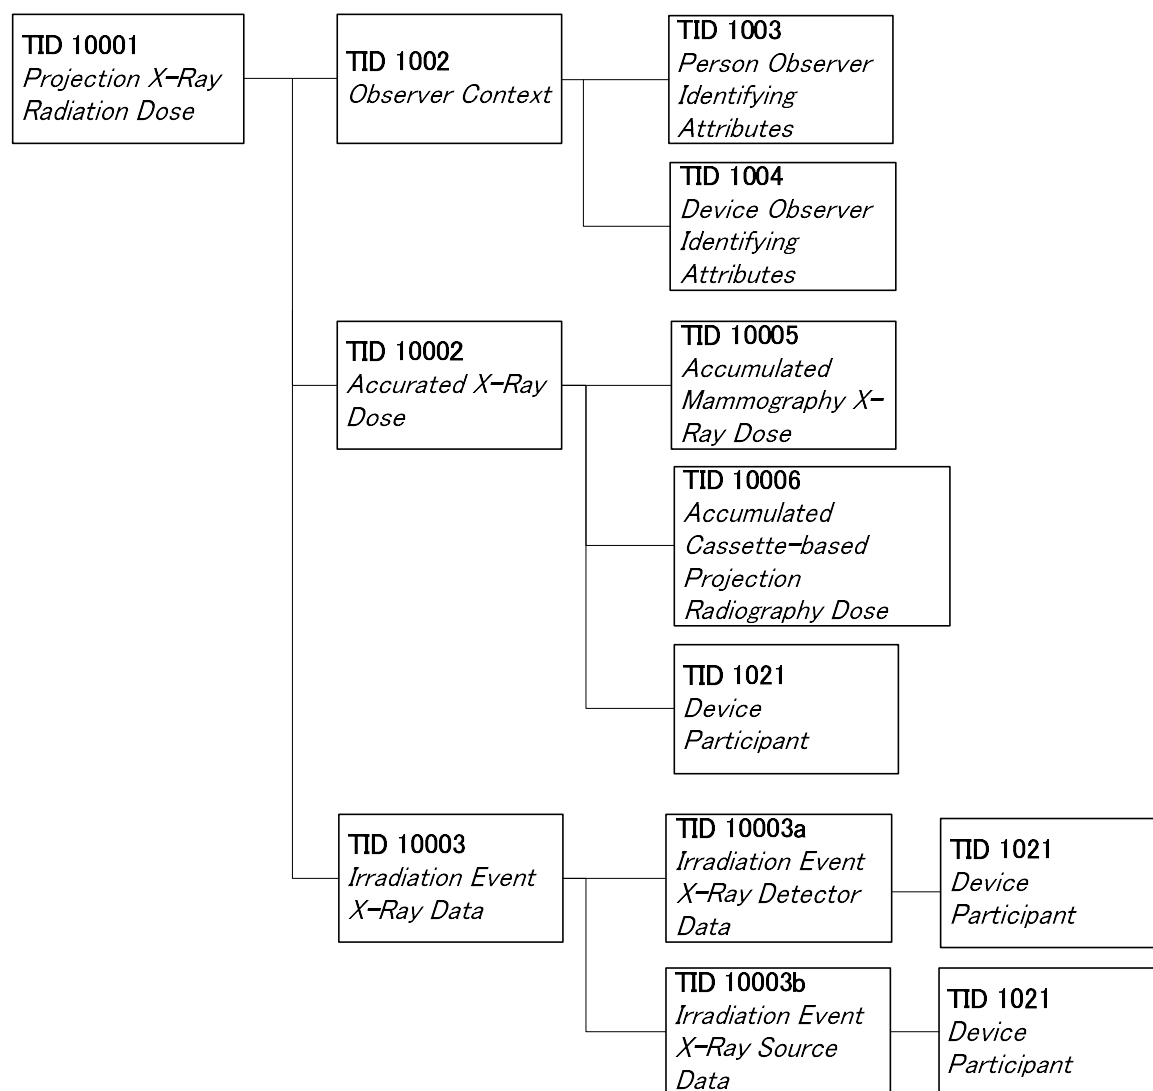 TID 10001
Projection X-Ray
Radiation Dose
TID 1002
Observer Context
TID 1003
Person Observer
Identifying
Attributes
TID 1004
Device Observer
Identifying
Attributes
TID 10002
Accurated X-Ray
Dose
TID 10005
Accumulated
Mammography X-
Ray Dose
TID 10006
Accumulated
Cassette-based
Projection
Radiography Dose
TID 1021
Device
Participant
TID 10003
Irradiation Event
X-Ray Data
TID 10003a
Irradiation Event
X-Ray Detector
Data
TID 1021
Device
Participant
TID 10003b
Irradiation Event
X-Ray Source
Data
TID 1021
Device
Participant